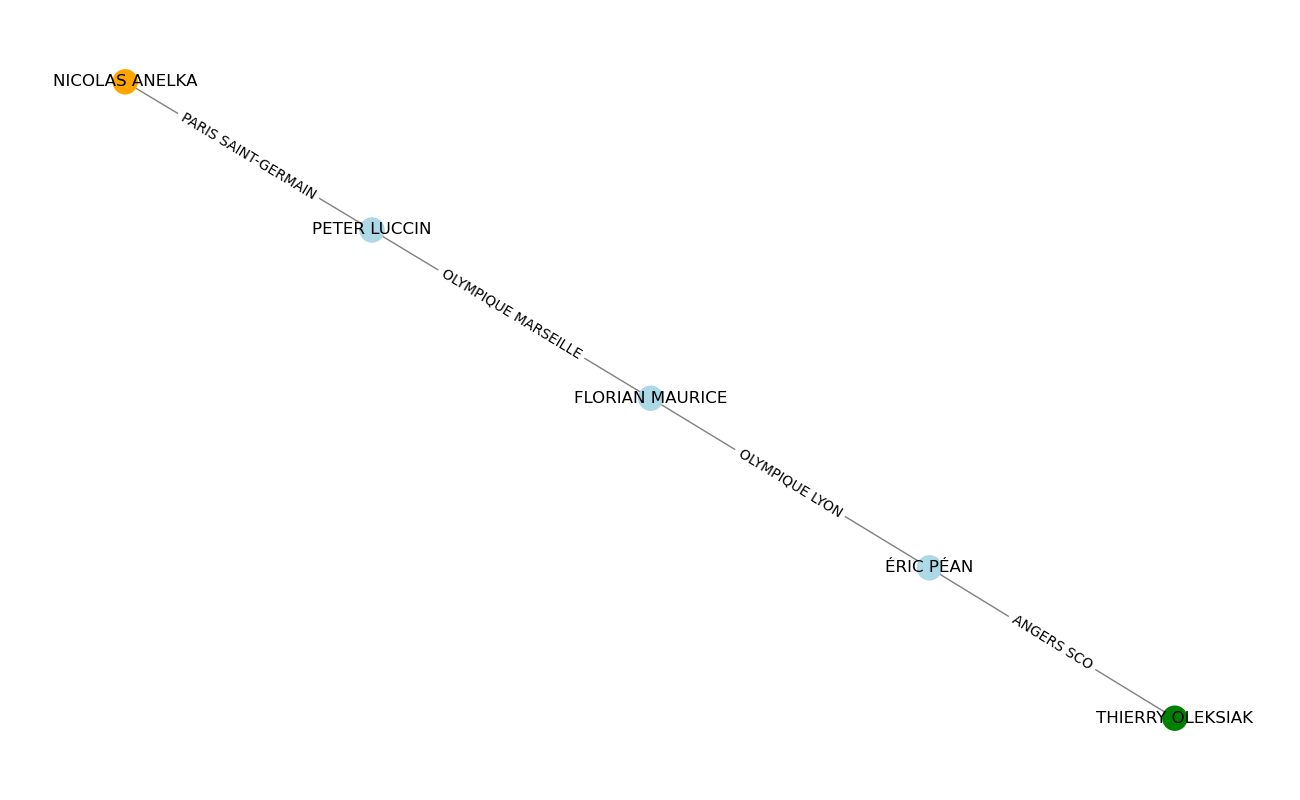 NICOLAS ANELKA
PARIS SAINT-GERMAIN
PETER LUCCIN
OLYMPIQUE MARSEILLE
FLORIAN MAURICE
OLYMPIQUE LYON
ÉRIC PÉAN
ANGERS SCO
THIERRY OLEKSIAK